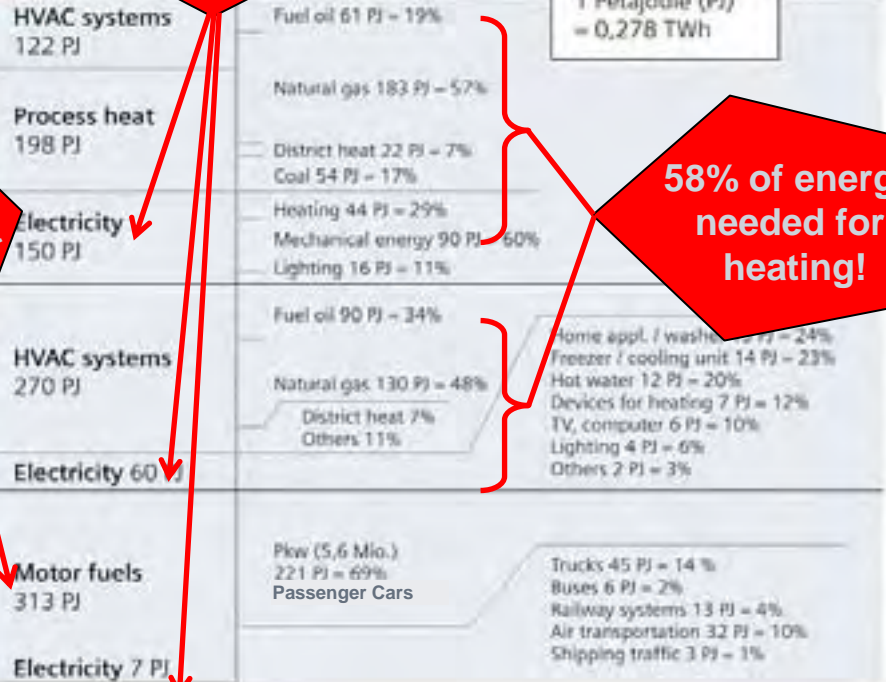 HVAC systems
122 PJ
Process heat
198 PJ
Electricity
150 PJ
HVAC systems
270 PJ
Electricity 60 PJ
Motor fuels
313 PJ
Electricity 7 PJ
Fuel oil 61 PJ = 19%
Natural gas 183 PJ = 57%
District heat 22 PJ = 7%
Coal 54 PJ = 17%
Heating 44 PJ = 29%
Mechanical energy 90 PJ = 60%
Lighting 16 PJ = 11%
Fuel oil 90 PJ = 34%
Natural gas 130 PJ = 48%
District heat 7%
Others 11%
Pkw (5,6 Mio.)
221 PJ = 69%
Passenger Cars
1 Petajoule (PJ)
= 0,278 TWh
58% of energ
needed for
heating!
Home appl. / washer PJ = 24%
Freezer / cooling unit 14 PJ = 23%
Hot water 12 PJ = 20%
Devices for heating 7 PJ = 12%
TV, computer 6 PJ = 10%
Lighting 4 PJ = 6%
Others 2 PJ = 3%
Trucks 45 PJ = 14 %
Buses 6 PJ = 2%
Railway systems 13 PJ = 4%
Air transportation 32 PJ = 10%
Shipping traffic 3 PJ = 1%